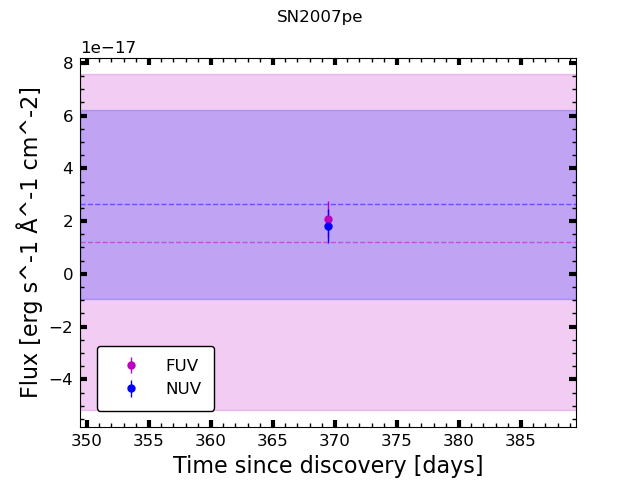 SN2007pe
1e−17
8
6
4
2
0
−2
−4
Flux [erg s^-1 Å^-1 cm^-2]
FUV
NUV
350 355 360 365 370 375 380 385
Time since discovery [days]